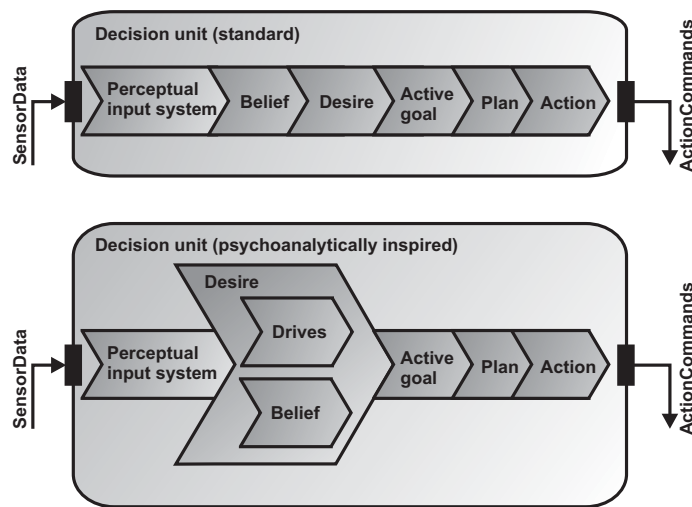 Decision unit (standard)
SensorData
Perceptual
input system
Belief
Desire
Active
goal
Plan
Action
ActionCommands
Decision unit (psychoanalytically inspired)
Desire
SensorData
Perceptual
input system
Drives
Belief
Active
goal
Plan
Action
ActionCommands